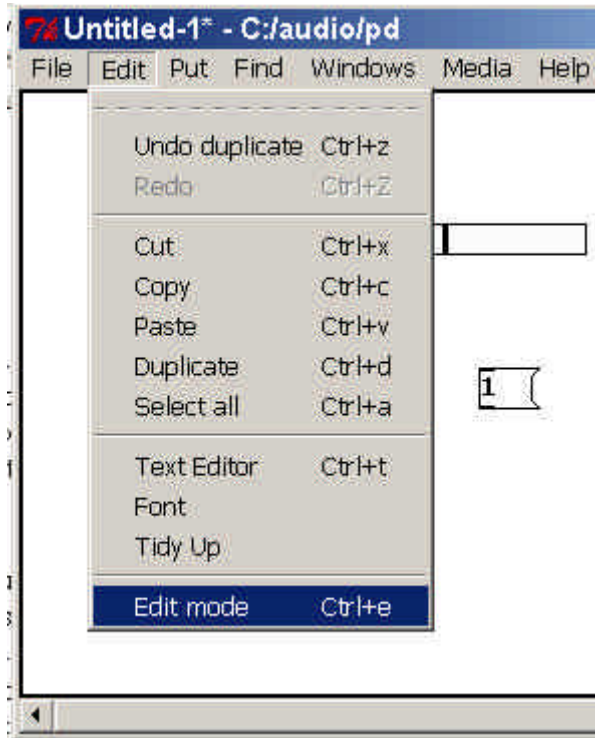 Untitled-1* - C:/audio/pd
File Edit Put Find Windows Media Help
Undo duplicate Ctrl+z
Redo Ctrl+Z
Cut Ctrl+x
Copy Ctrl+c
Paste Ctrl+v
Duplicate Ctrl+d
Select all Ctrl+a
1
Text Editor Ctrl+t
Font
Tidy Up
Edit mode Ctrl+e